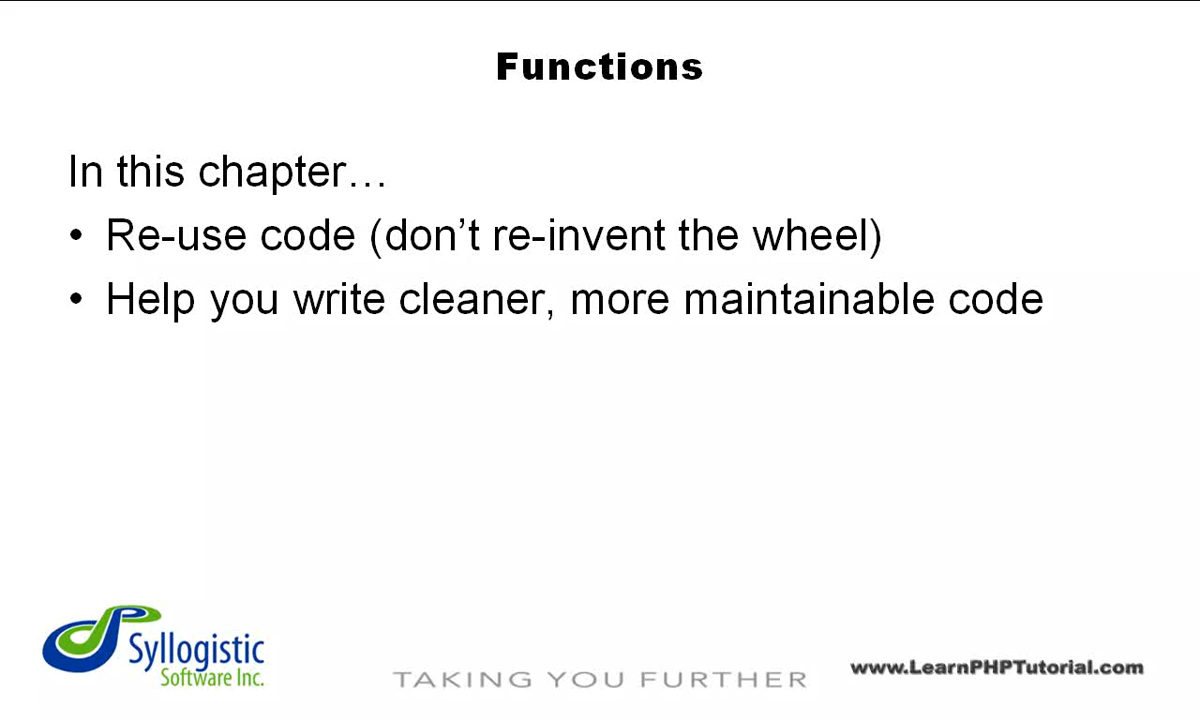 Functions
In this chapter…
• Re-use code (don’t re-invent the wheel)
• Help you write cleaner, more maintainable code
Syllogistic
Software Inc.
TAKING YOU FURTHER
www.LearnPHPTutorial.com